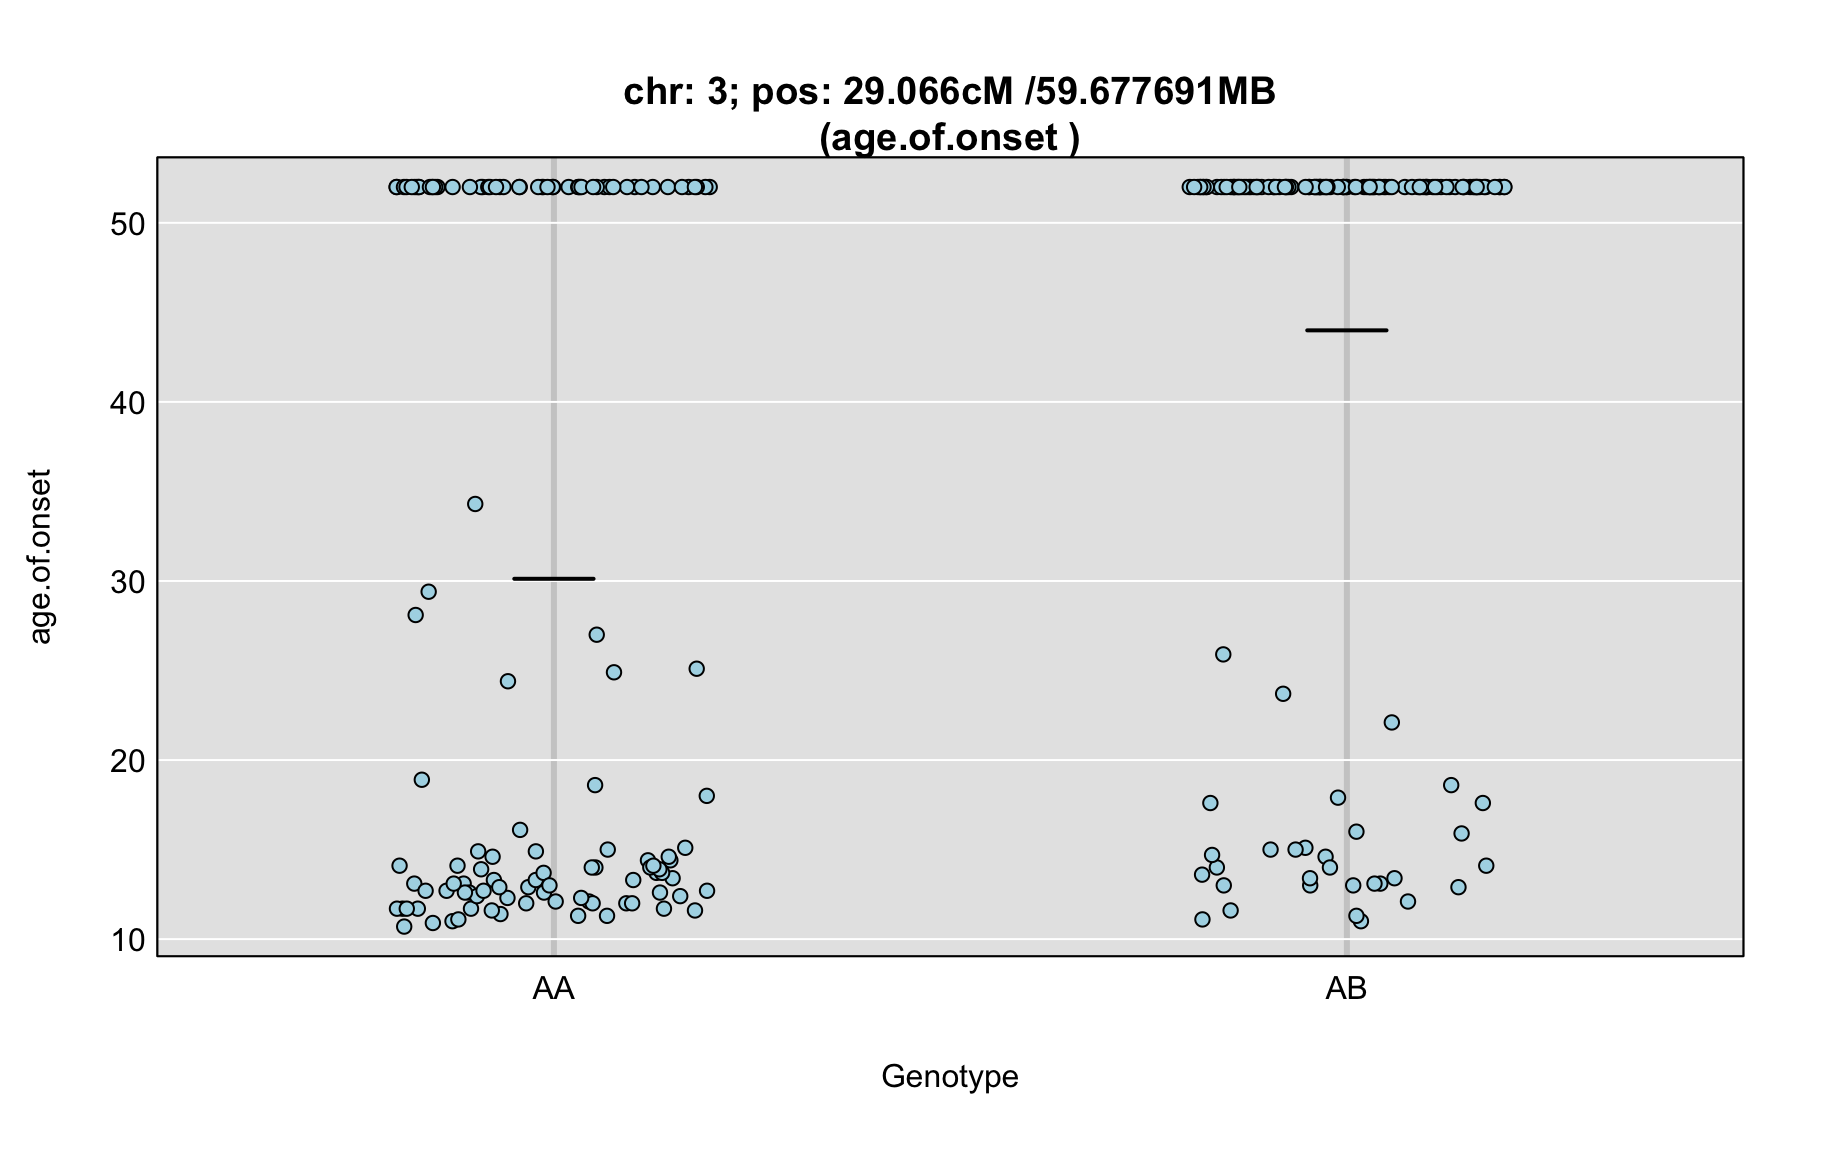 chr: 3; pos: 29.066cM /59.677691MB
(age.of.onset )
50
40
30
20
10
age.of.onset
AA
AB
Genotype